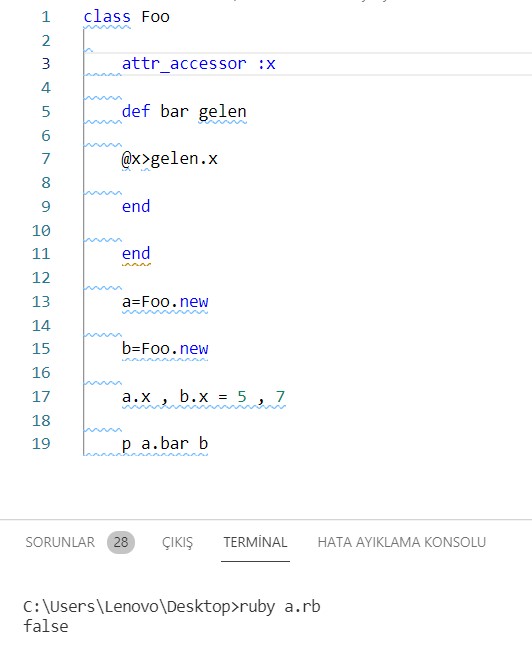 1 class Foo
2
3 attr_accessor :x
4
5 def bar gelen
6
7 @x>gelen.x
8
9 end
10
11 end
12
13 a=Foo.new
14
15 b=Foo.new
16
17 a.x , b.x = 5 , 7
18
19 p a.bar b
SORUNLAR 28 ÇIKIŞ TERMİNAL HATA AYIKLAMA KONSOLU
C:\Users\Lenovo\Desktop>ruby a.rb
false